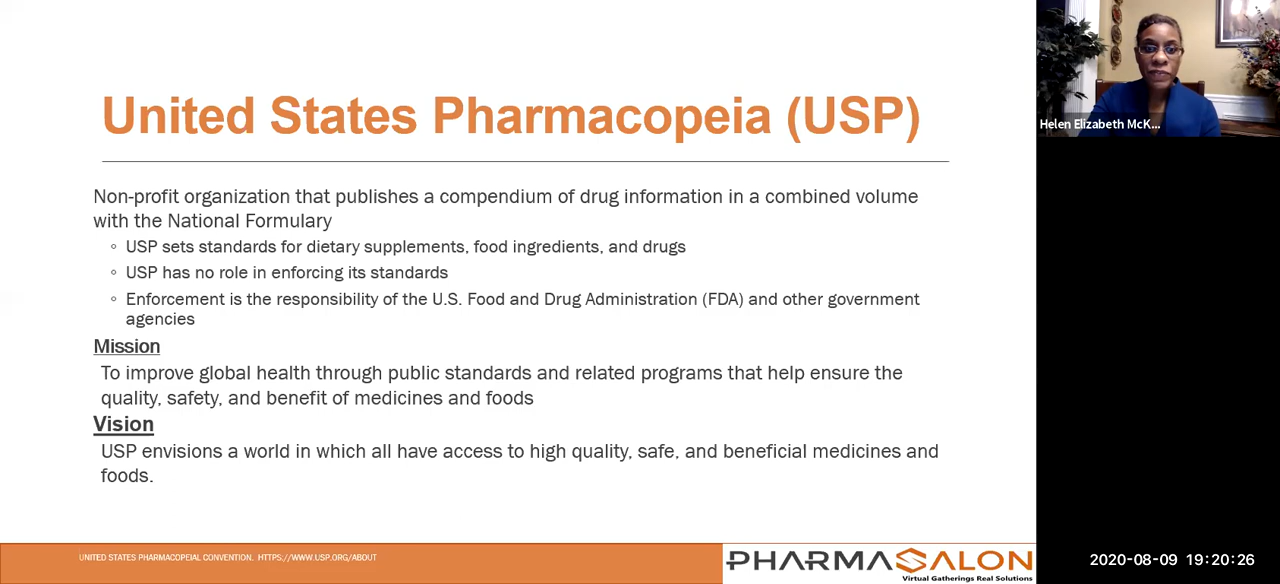 United States Pharmacopeia (USP)
Non-profit organization that publishes a compendium of drug information in a combined volume
with the National Formulary
◦ USP sets standards for dietary supplements, food ingredients, and drugs
◦ USP has no role in enforcing its standards
◦ Enforcement is the responsibility of the U.S. Food and Drug Administration (FDA) and other government
agencies
Mission
To improve global health through public standards and related programs that help ensure the
quality, safety, and benefit of medicines and foods
Vision
USP envisions a world in which all have access to high quality, safe, and beneficial medicines and
foods.
UNITED STATES PHARMACOPEIAL CONVENTION. HTTPS://WWW.USP.ORG/ABOUT
PHARMASALON
Virtual Gatherings Real Solutions
Helen Elizabeth McK...
2020-08-09 19:20:26